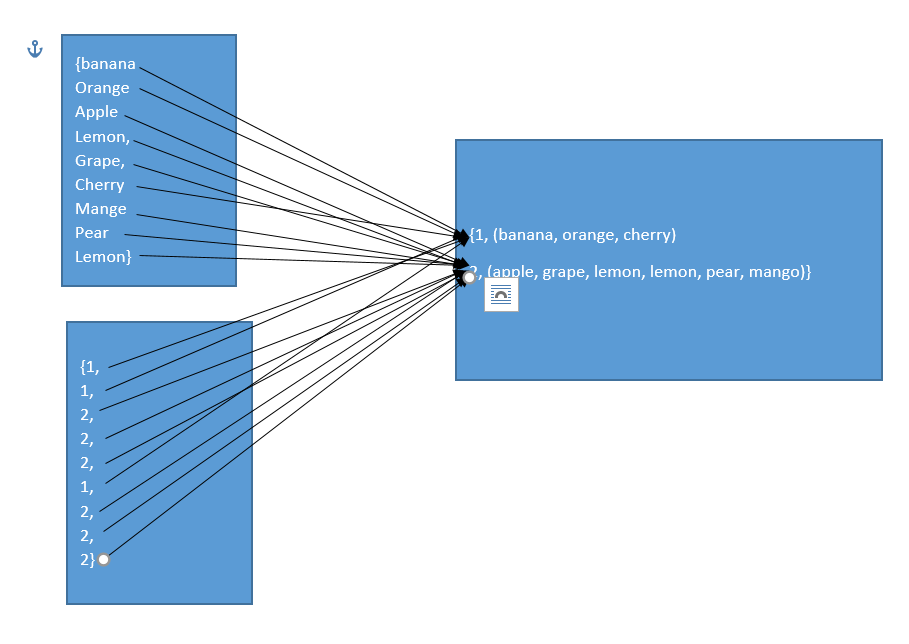 {banana
Orange
Apple
Lemon,
Grape,
Cherry
Mange
Pear
Lemon}
{1, (banana, orange, cherry)
2, (apple, grape, lemon, lemon, pear, mango)}
{1,
1,
2,
2,
2,
1,
2,
2,
2}